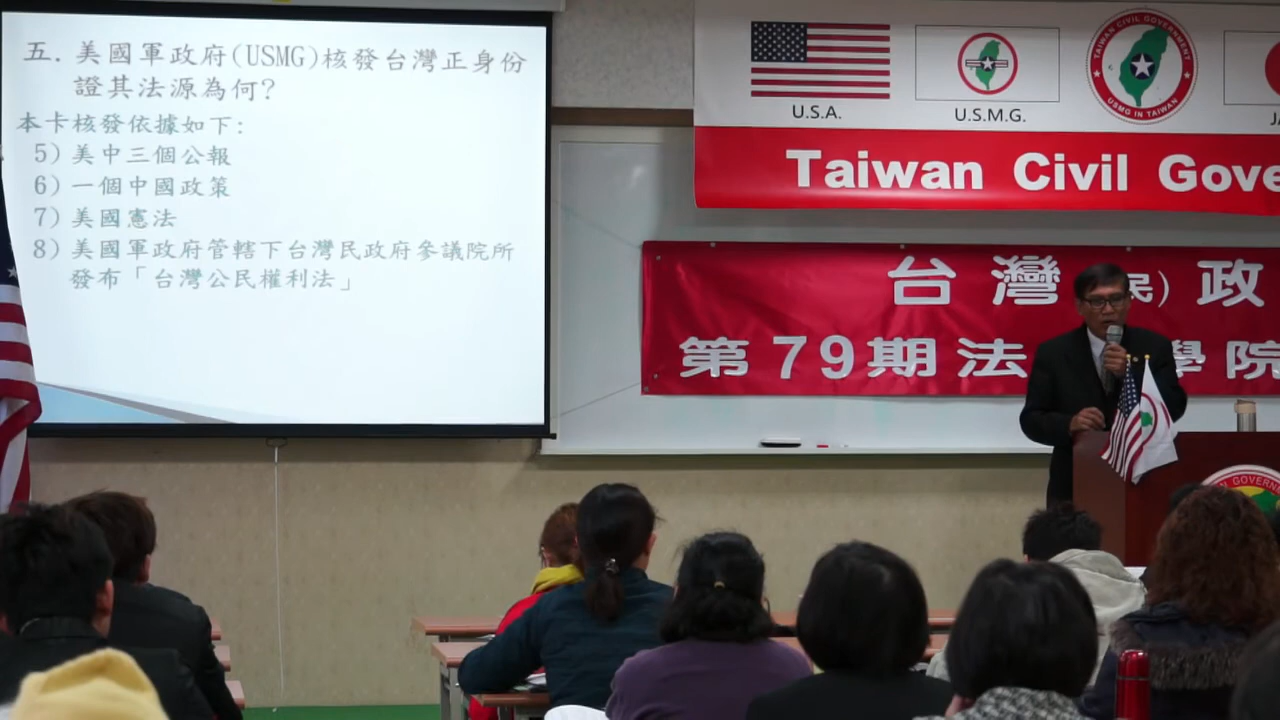 五. 美國軍政府(USMG)核發台灣正身份
證其法源為何?
本卡核發依據如下:
5) 美中三個公報
6) 一個中國政策
7) 美國憲法
8) 美國軍政府管轄下台灣民政府參議院所
發布「台灣公民權利法」
U.S.A.
U.S.M.G.
TAIWAN CIVIL GOVERNMENT
USMG IN TAIWAN
Taiwan Civil Gove
台灣 民) 政
第79期法 學院
GOVERN